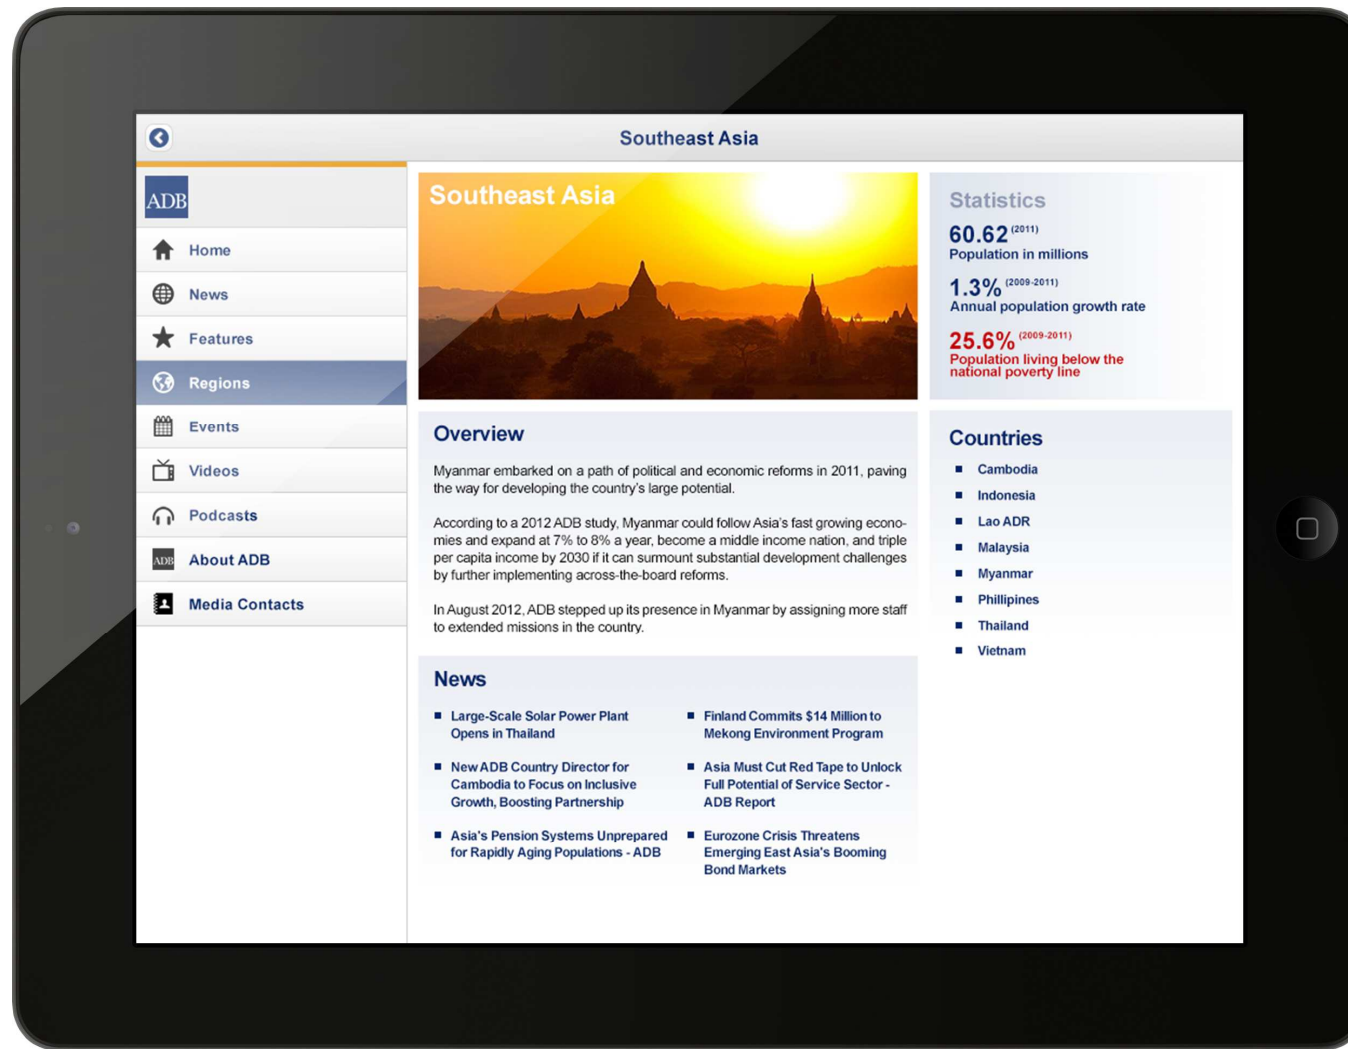 Southeast Asia
ADB
Home
News
Features
Regions
Events
Videos
Podcasts
ADB
About ADB
Media Contacts
Southeast Asia
Overview
Myanmar embarked on a path of political and economic reforms in 2011, paving
the way for developing the country's large potential.
According to a 2012 ADB study, Myanmar could follow Asia's fast growing econo-
mies and expand at 7% to 8% a year, become a middle income nation, and triple
per capita income by 2030 if it can surmount substantial development challenges
by further implementing across-the-board reforms.
In August 2012, ADB stepped up its presence in Myanmar by assigning more staff
to extended missions in the country.
News
Large-Scale Solar Power Plant
Opens in Thailand
New ADB Country Director for
Cambodia to Focus on Inclusive
Growth, Boosting Partnership
Asia's Pension Systems Unprepared
for Rapidly Aging Populations - ADB
Finland Commits $14 Million to
Mekong Environment Program
Asia Must Cut Red Tape to Unlock
Full Potential of Service Sector -
ADB Report
Eurozone Crisis Threatens
Emerging East Asia's Booming
Bond Markets
Statistics
60.62 (2011)
Population in millions
1.3% (2009-2011)
Annual population growth rate
25.6% (2009-2011)
Population living below the
national poverty line
Countries
Cambodia
Indonesia
Lao ADR
Malaysia
Myanmar
Phillipines
Thailand
Vietnam